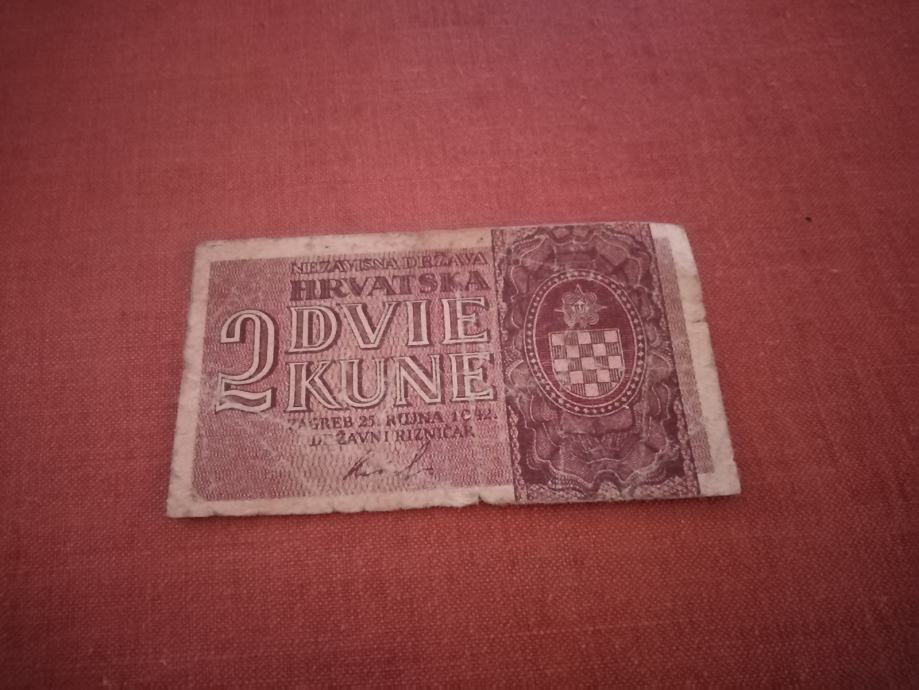 NEZAVISNA DRŽAVA
HRVATSKA
2 DVIE
KUNE
ZAGREB 25. RUJNA 1942.
DRŽAVNI RIZNIČAR